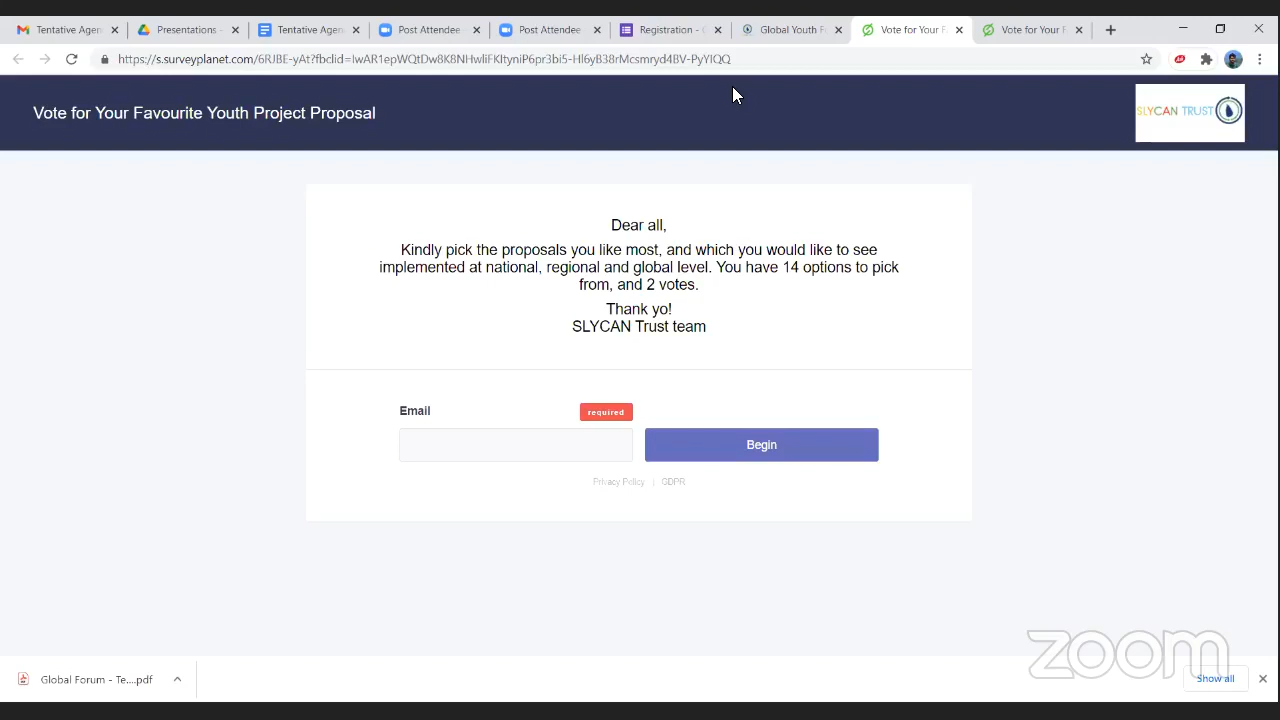 Tentative Agen
Presentations -
Tentative Agen
Post Attendee
Post Attendee
Registration - G
Global Youth F
Vote for Your F
Vote for Your F
https://s.surveyplanet.com/6RJBE-yAt?fbclid=IwAR1epWQtDw8K8NHwliFKItyniP6pr3bi5-Hl6yB38rMcsmryd4BV-PyYIQQ
Vote for Your Favourite Youth Project Proposal
SLYCAN TRUST
Dear all,
Kindly pick the proposals you like most, and which you would like to see
implemented at national, regional and global level. You have 14 options to pick
from, and 2 votes.
Thank yo!
SLYCAN Trust team
Email
required
Begin
Privacy Policy | GDPR
zoom
Global Forum - Te....pdf
Show all